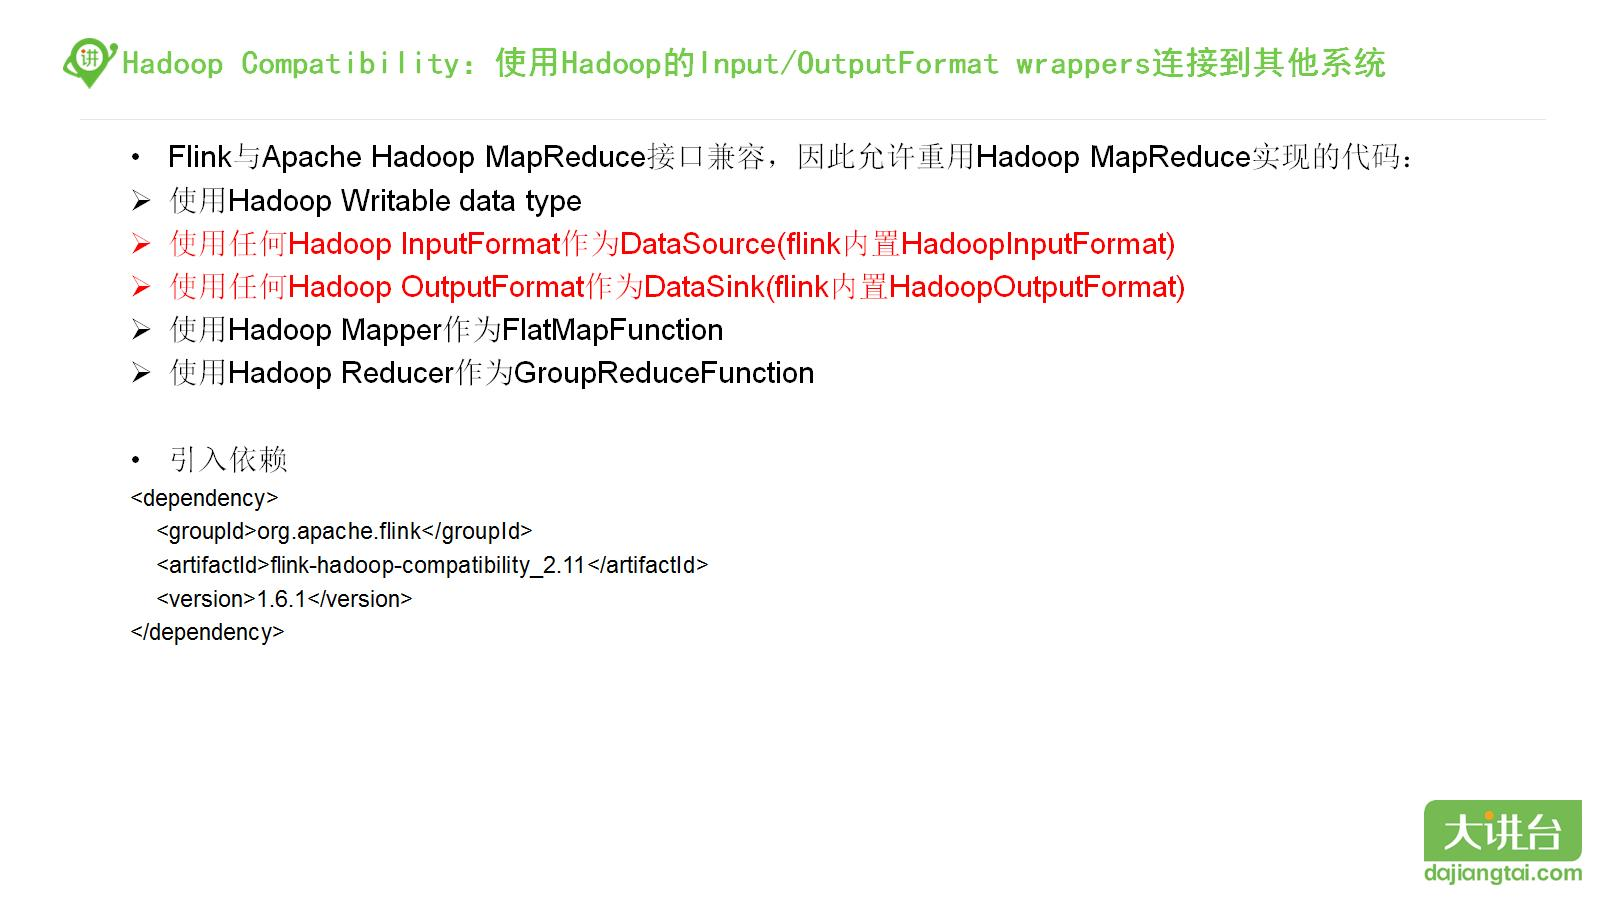 讲
Hadoop Compatibility：使用Hadoop的Input/OutputFormat wrappers连接到其他系统
• Flink与Apache Hadoop MapReduce接口兼容，因此允许重用Hadoop MapReduce实现的代码：
➢ 使用Hadoop Writable data type
➢ 使用任何Hadoop InputFormat作为DataSource(flink内置HadoopInputFormat)
➢ 使用任何Hadoop OutputFormat作为DataSink(flink内置HadoopOutputFormat)
➢ 使用Hadoop Mapper作为FlatMapFunction
➢ 使用Hadoop Reducer作为GroupReduceFunction
• 引入依赖
<dependency>
<groupId>org.apache.flink</groupId>
<artifactId>flink-hadoop-compatibility_2.11</artifactId>
<version>1.6.1</version>
</dependency>
大讲台
dajiangtai.com